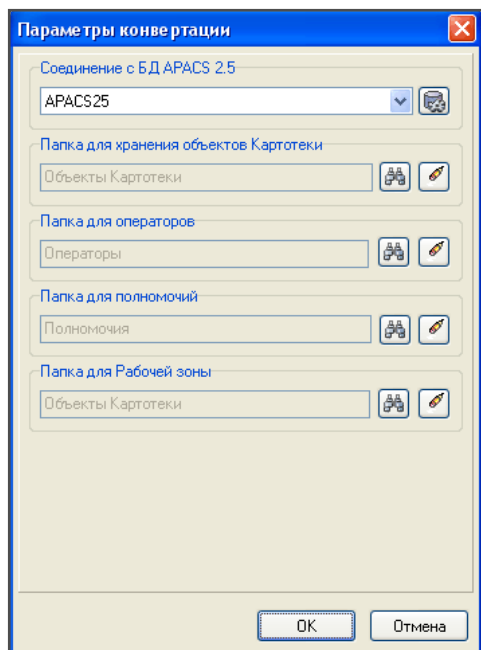 Параметры конвертации
Соединение с БД APACS 2.5
APACS25
Папка для хранения объектов Картотеки
Объекты Картотеки
Папка для операторов
Операторы
Папка для полномочий
Полномочия
Папка для Рабочей зоны
Объекты Картотеки
OK
Отмена